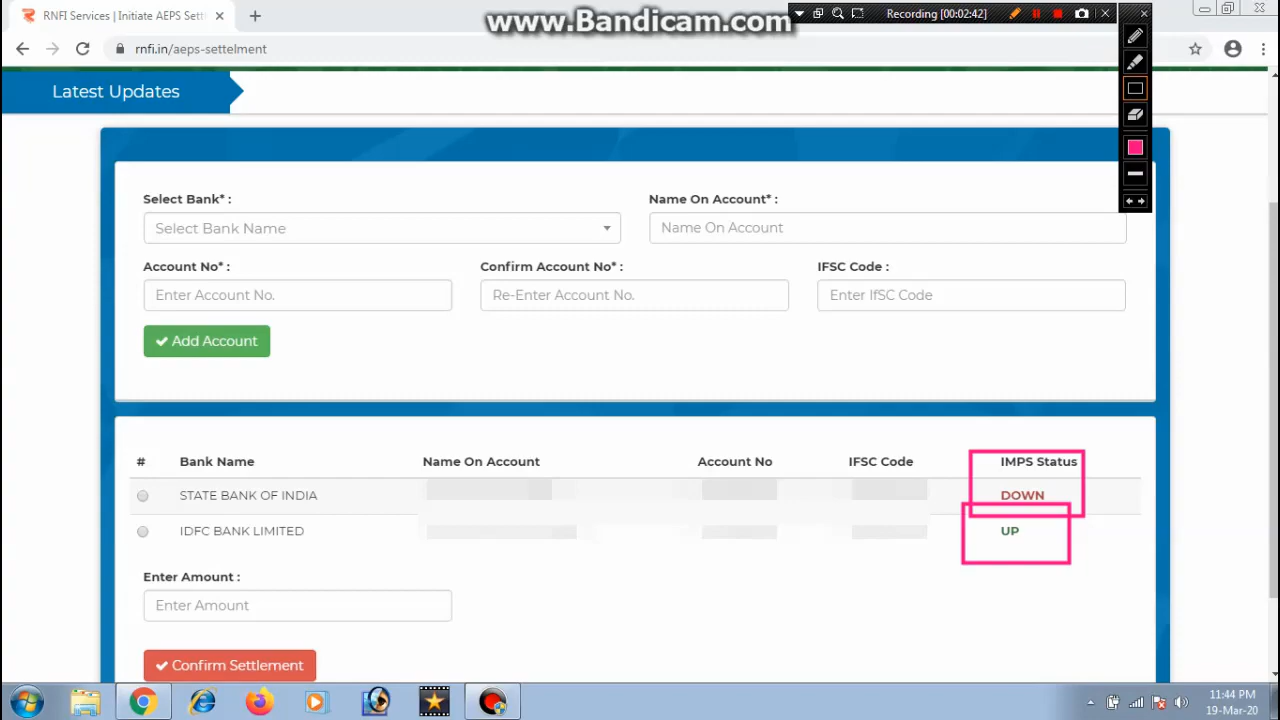 RNFI Services | Initiate AEPS Sett
www.Bandicam.com
Recording [00:02:42]
rnfi.in/aeps-settelment
Latest Updates
Select Bank* :
Name On Account* :
Select Bank Name
Name On Account
Account No* :
Confirm Account No* :
IFSC Code :
Enter Account No.
Re-Enter Account No.
Enter IfSC Code
Add Account
# Bank Name Name On Account Account No IFSC Code IMPS Status
STATE BANK OF INDIA DOWN
IDFC BANK LIMITED UP
Enter Amount :
Enter Amount
Confirm Settlement
11:44 PM
19-Mar-20